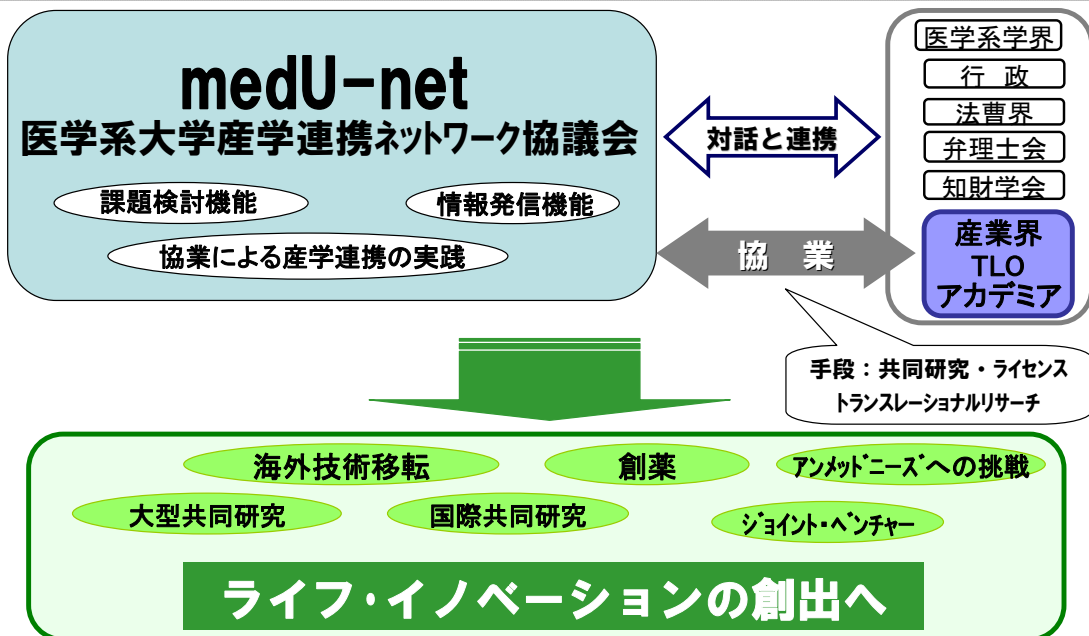 medU-net
医学系大学産学連携ネットワーク協議会
課題検討機能
情報発信機能
協業による産学連携の実践
対話と連携
協 業
医学系学界
行 政
法曹界
弁理士会
知財学会
産業界
TLO
アカデミア
手段：共同研究・ライセンス
トランスレーショナルリサーチ
海外技術移転
創薬
アンメッドニーズへの挑戦
大型共同研究
国際共同研究
ジョイント・ベンチャー
ライフ・イノベーションの創出へ